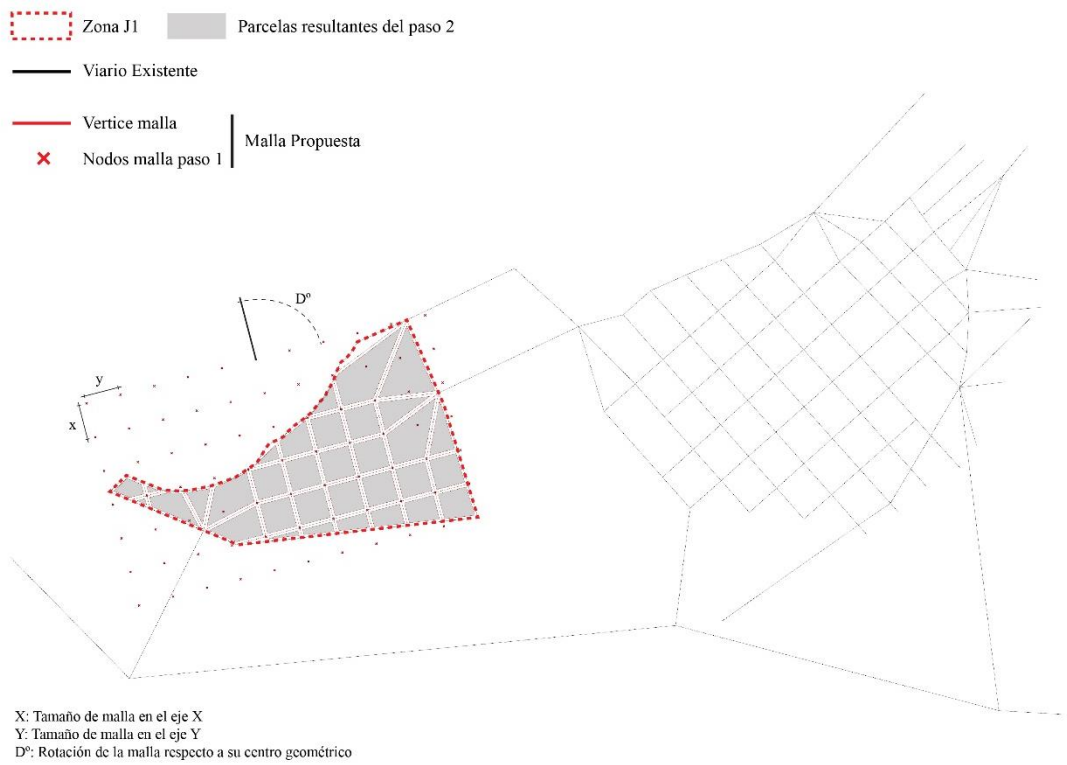 Zona J1
Parcelas resultantes del paso 2
Viario Existente
Vertice malla
Nodos malla paso 1
Malla Propuesta
Dº
y
x
X: Tamaño de malla en el eje X
Y: Tamaño de malla en el eje Y
Dº: Rotación de la malla respecto a su centro geométrico